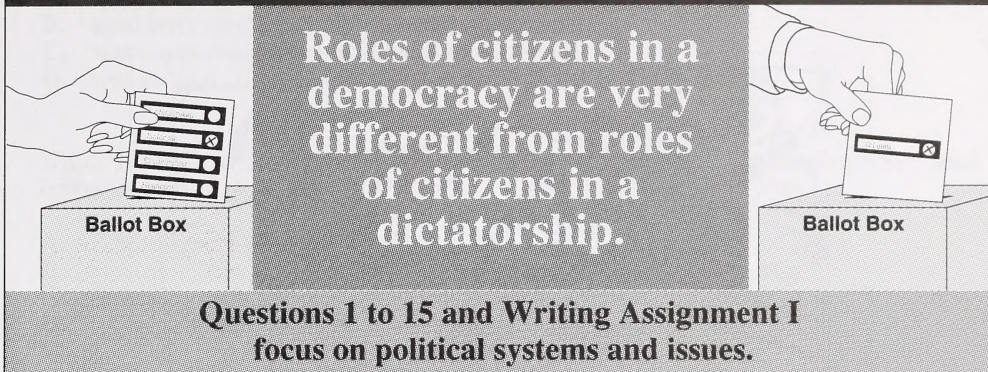 Roles of citizens in a
democracy are very
different from roles
of citizens in a
dictatorship.
Ballot Box
Ballot Box
Questions 1 to 15 and Writing Assignment I
focus on political systems and issues.